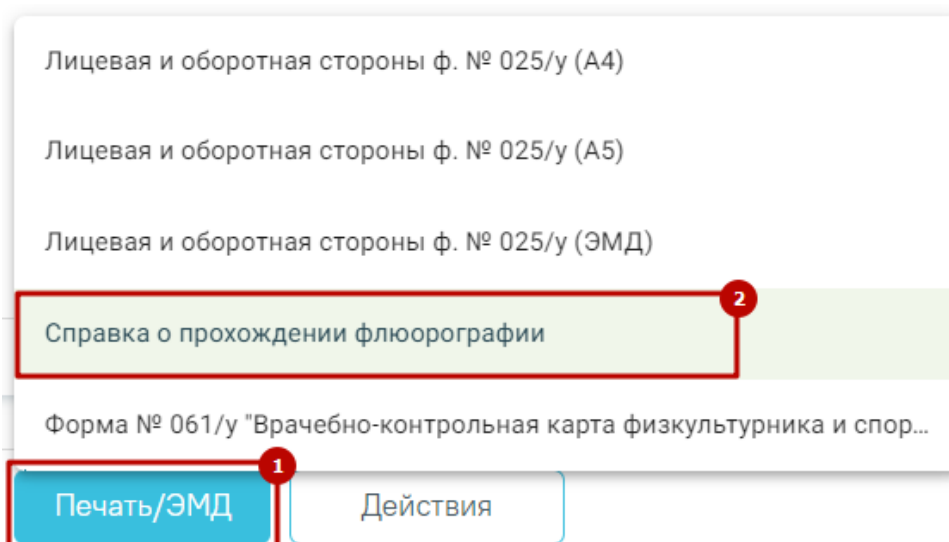 Лицевая и оборотная стороны ф. № 025/у (А4)
Лицевая и оборотная стороны ф. № 025/у (А5)
Лицевая и оборотная стороны ф. № 025/у (ЭМД)
2
Справка о прохождении флюорографии
Форма № 061/у "Врачебно-контрольная карта физкультурника и спор...
1
Печать/ЭМД Действия